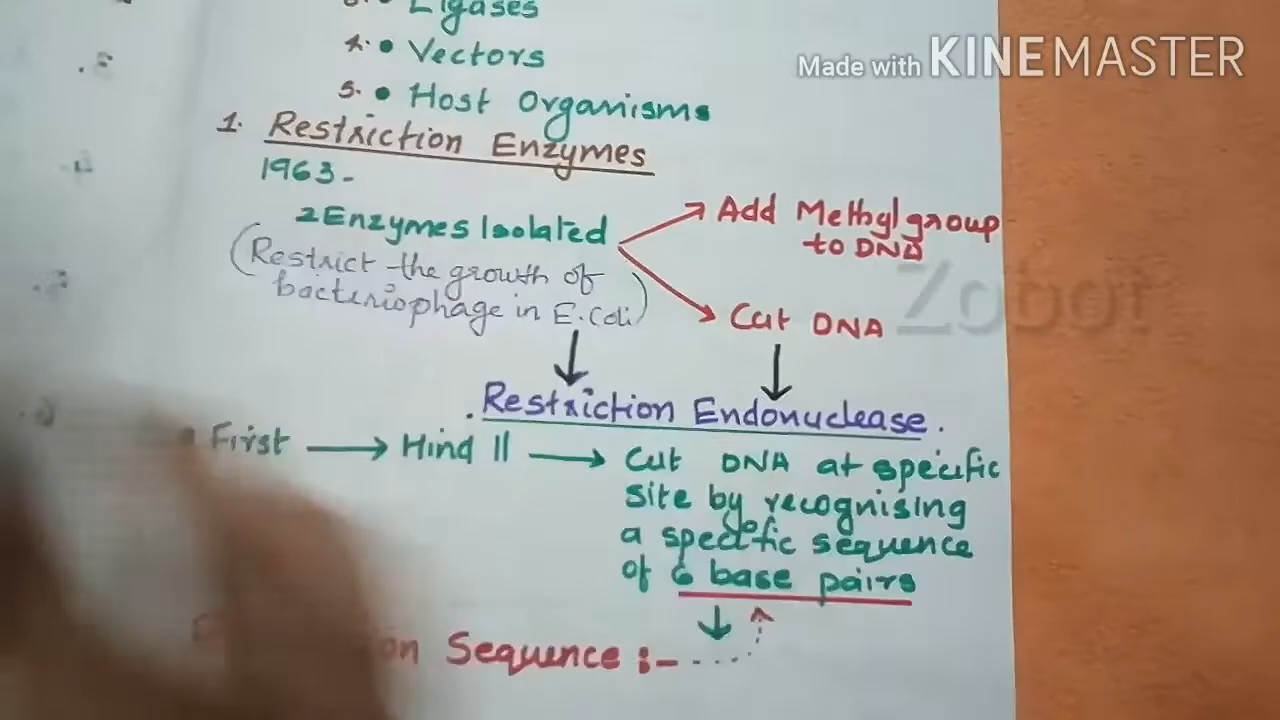 3. • Ligases
4. • Vectors
5. • Host Organisms
Made with KINEMASTER
1. Restriction Enzymes
1963 -
2 Enzymes Isolated
(Restrict the growth of
bacteriophage in E. Coli)
Add Methyl group
to DNA
Cut DNA
Zobot
. Restriction Endonuclease.
First → Hind II → Cut DNA at specific
site by recognising
a specific sequence
of 6 base pairs
Sequence :-